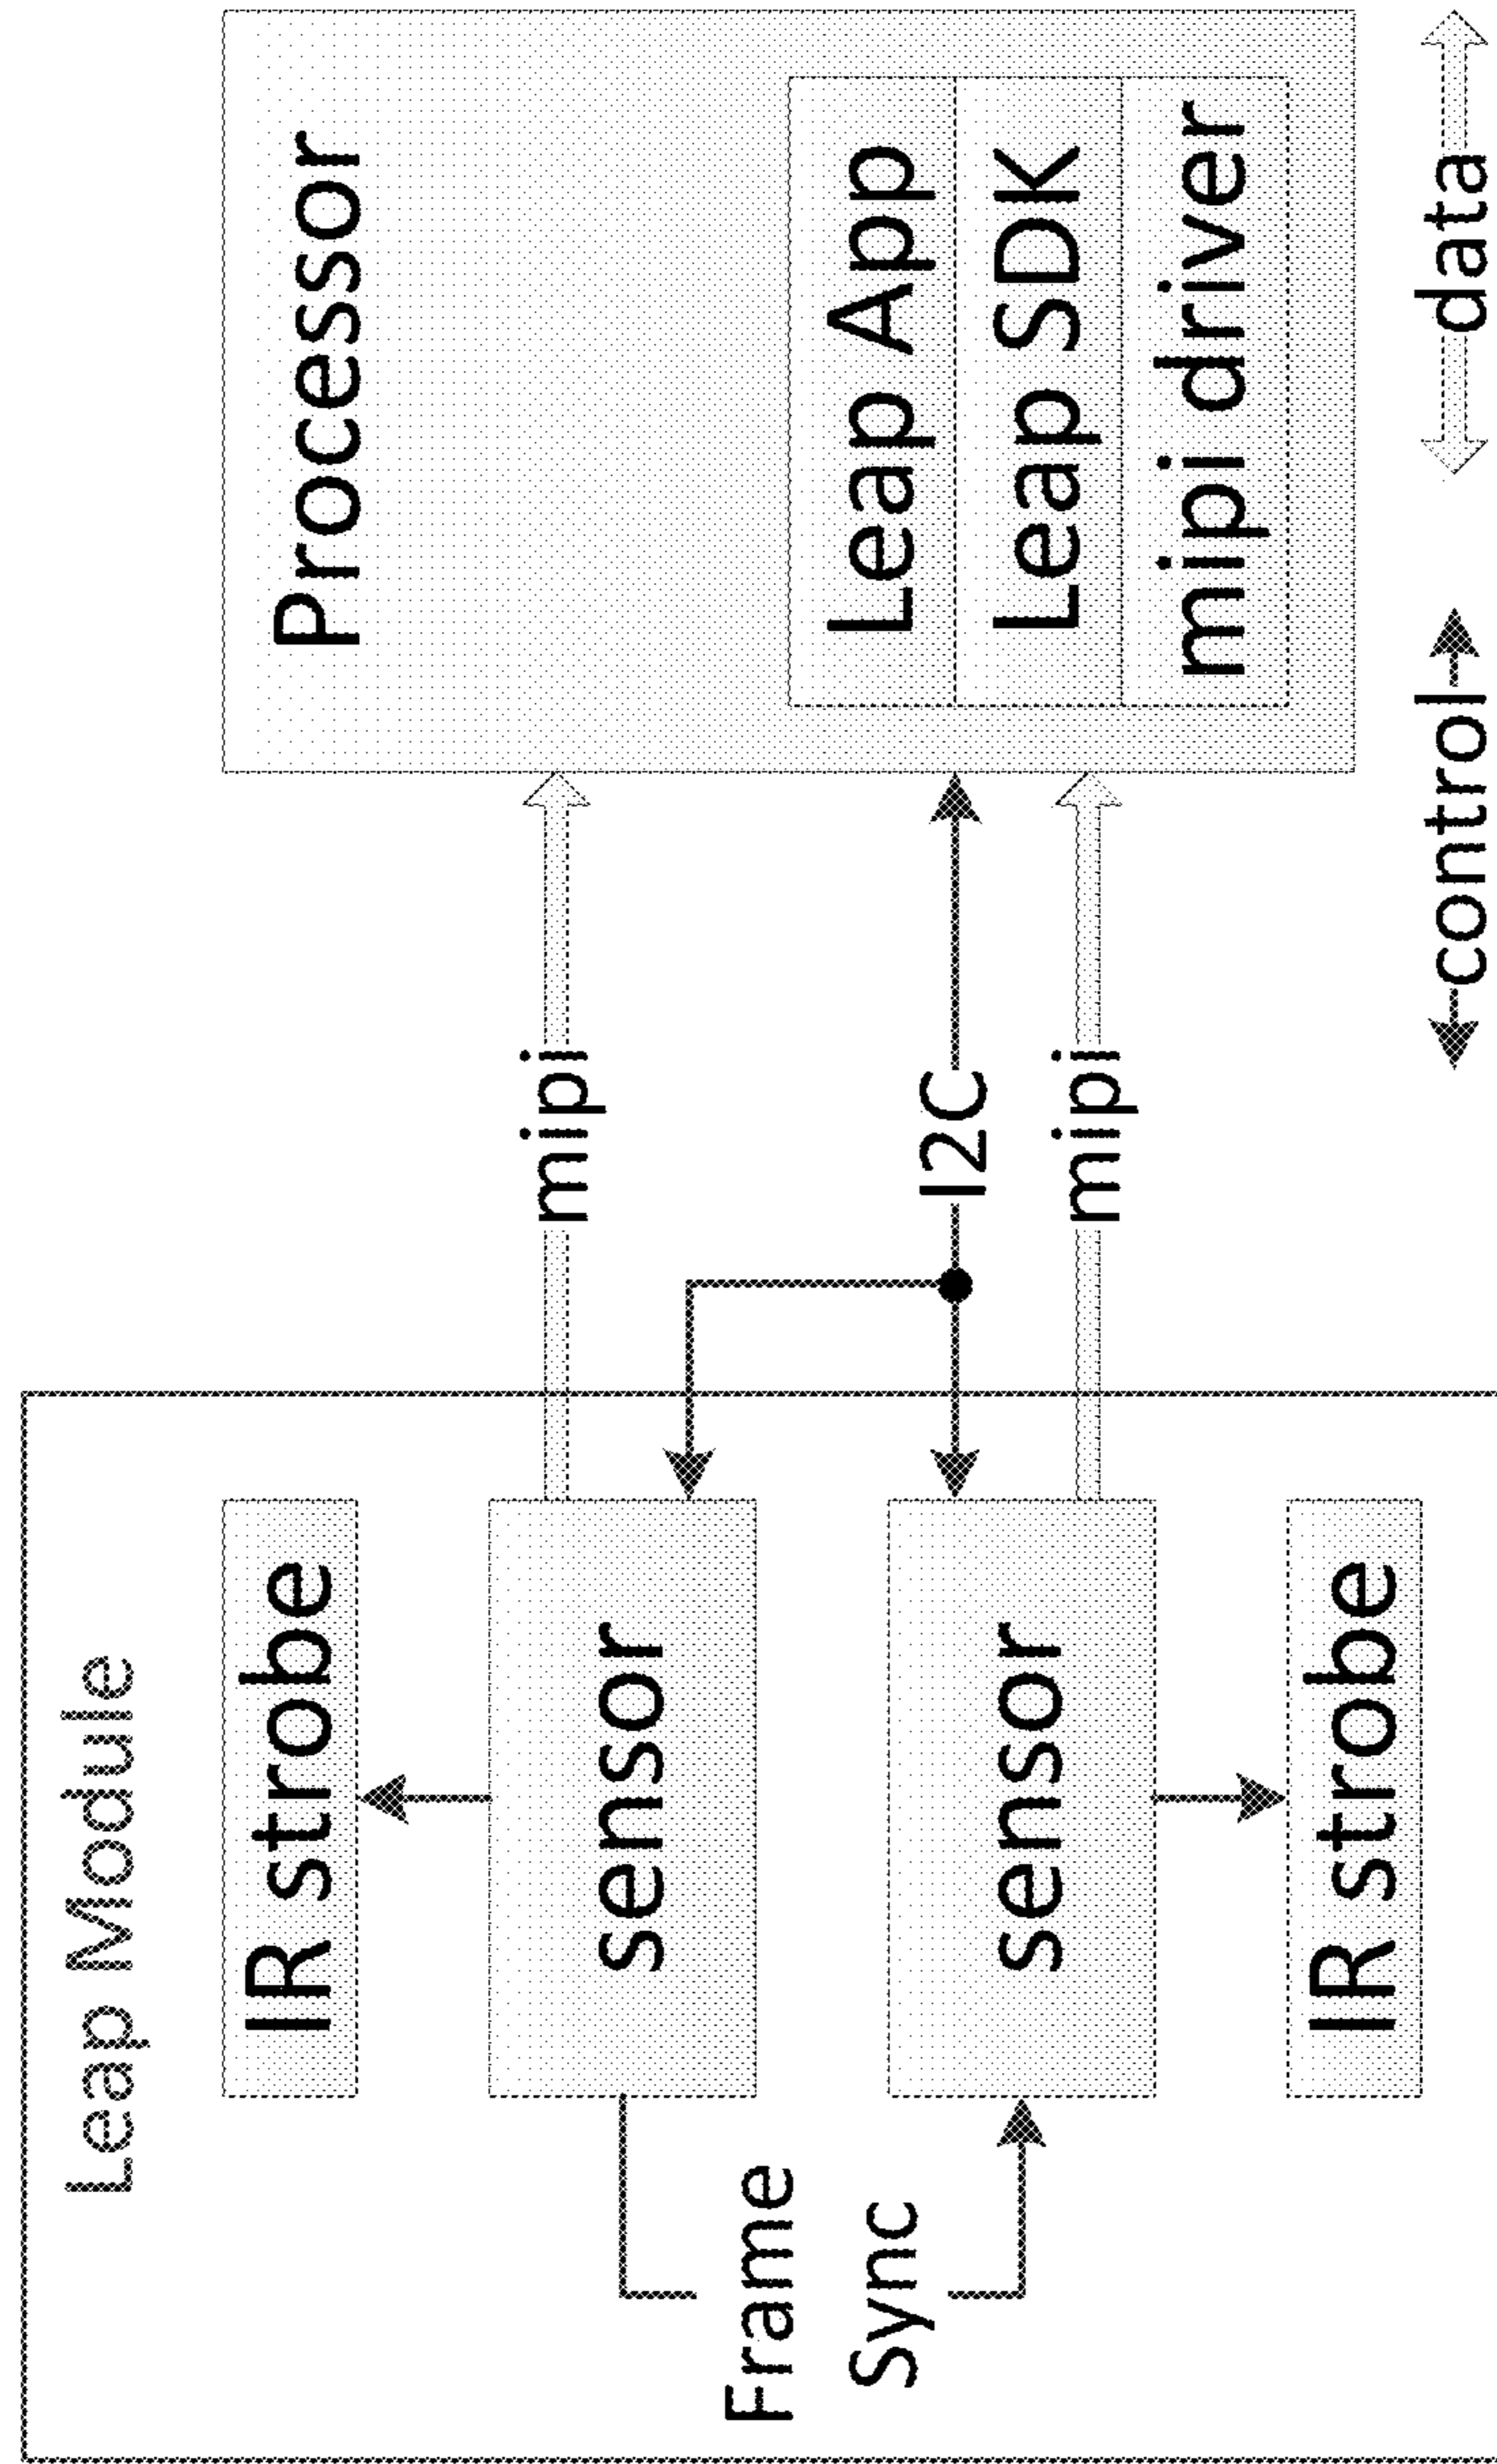 Leap Module
IR strobe
sensor
Frame
Sync
sensor
IR strobe
mipi
I2C
mipi
Processor
Leap App
Leap SDK
mipi driver
control
data